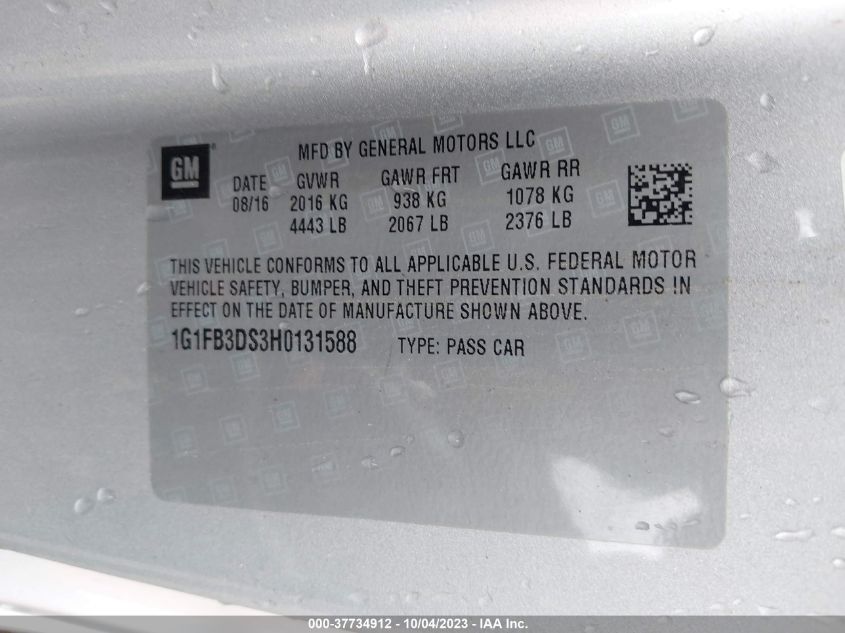 GM
MFD BY GENERAL MOTORS LLC
DATE GVWR GAWR FRT GAWR RR
08/16 2016 KG 938 KG 1078 KG
4443 LB 2067 LB 2376 LB
THIS VEHICLE CONFORMS TO ALL APPLICABLE U.S. FEDERAL MOTOR
VEHICLE SAFETY, BUMPER, AND THEFT PREVENTION STANDARDS IN
EFFECT ON THE DATE OF MANUFACTURE SHOWN ABOVE.
1G1FB3DS3H0131588 TYPE: PASS CAR
000-37734912 - 10/04/2023 - IAA Inc.